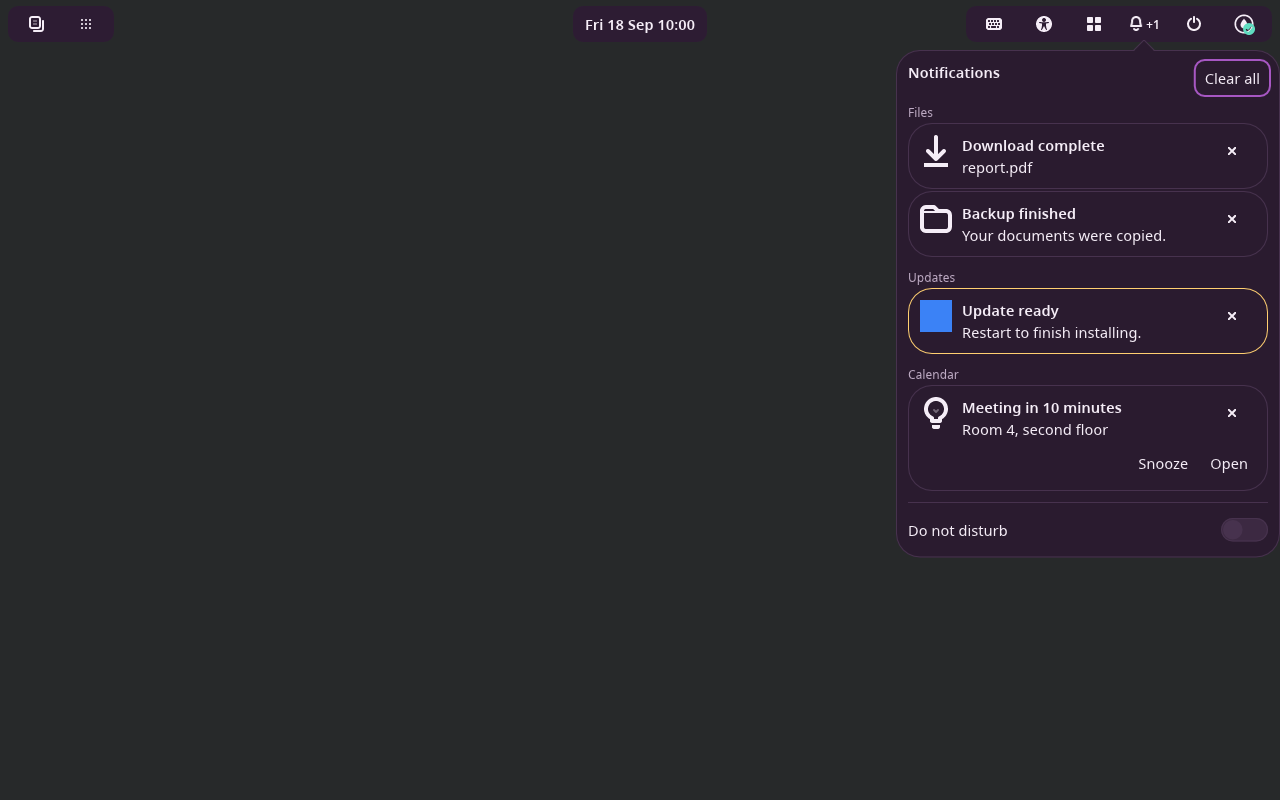 Fri 18 Sep 10:00
+1
Notifications
Clear all
Files
Download complete
report.pdf
Backup finished
Your documents were copied.
Updates
Update ready
Restart to finish installing.
Calendar
Meeting in 10 minutes
Room 4, second floor
Snooze Open
Do not disturb